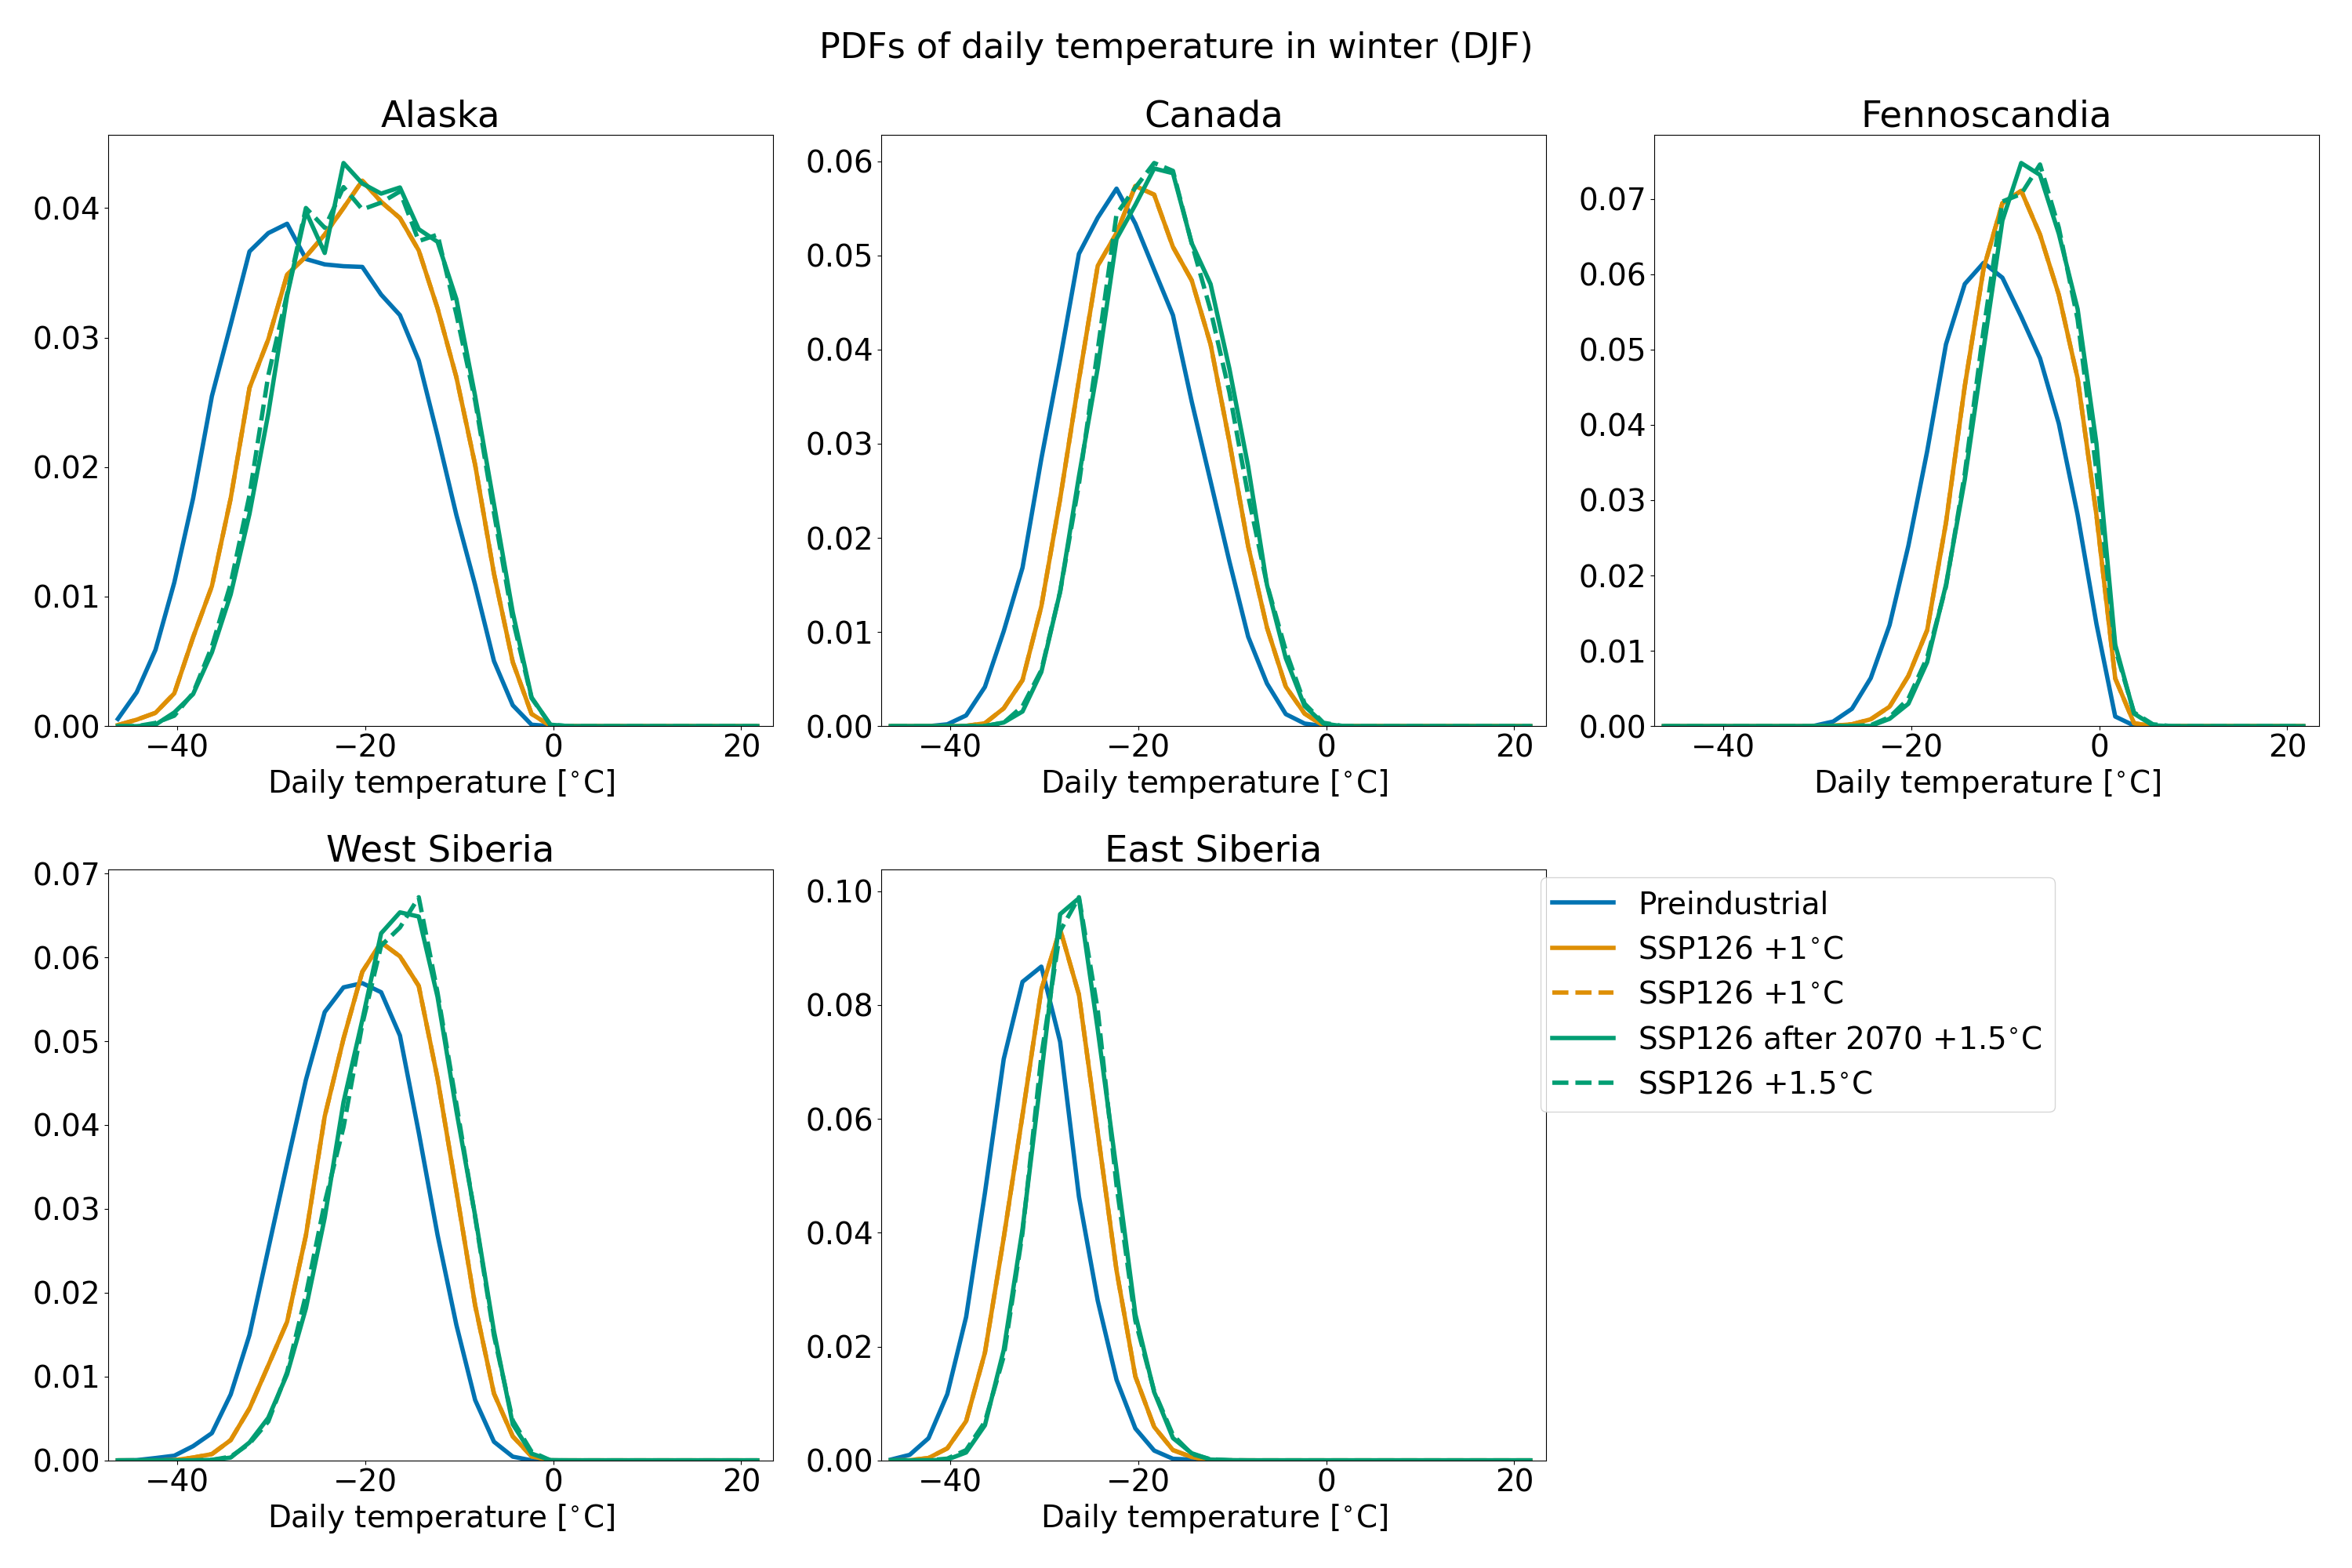 PDFs of daily temperature in winter (DJF)
Alaska
0.04
0.03
0.02
0.01
0.00
−40 −20 0 20
Daily temperature [°C]
Canada
0.06
0.05
0.04
0.03
0.02
0.01
0.00
−40 −20 0 20
Daily temperature [°C]
Fennoscandia
0.07
0.06
0.05
0.04
0.03
0.02
0.01
0.00
−40 −20 0 20
Daily temperature [°C]
West Siberia
0.07
0.06
0.05
0.04
0.03
0.02
0.01
0.00
−40 −20 0 20
Daily temperature [°C]
East Siberia
0.10
0.08
0.06
0.04
0.02
0.00
−40 −20 0 20
Daily temperature [°C]
Preindustrial
SSP126 +1°C
SSP126 +1°C
SSP126 after 2070 +1.5°C
SSP126 +1.5°C